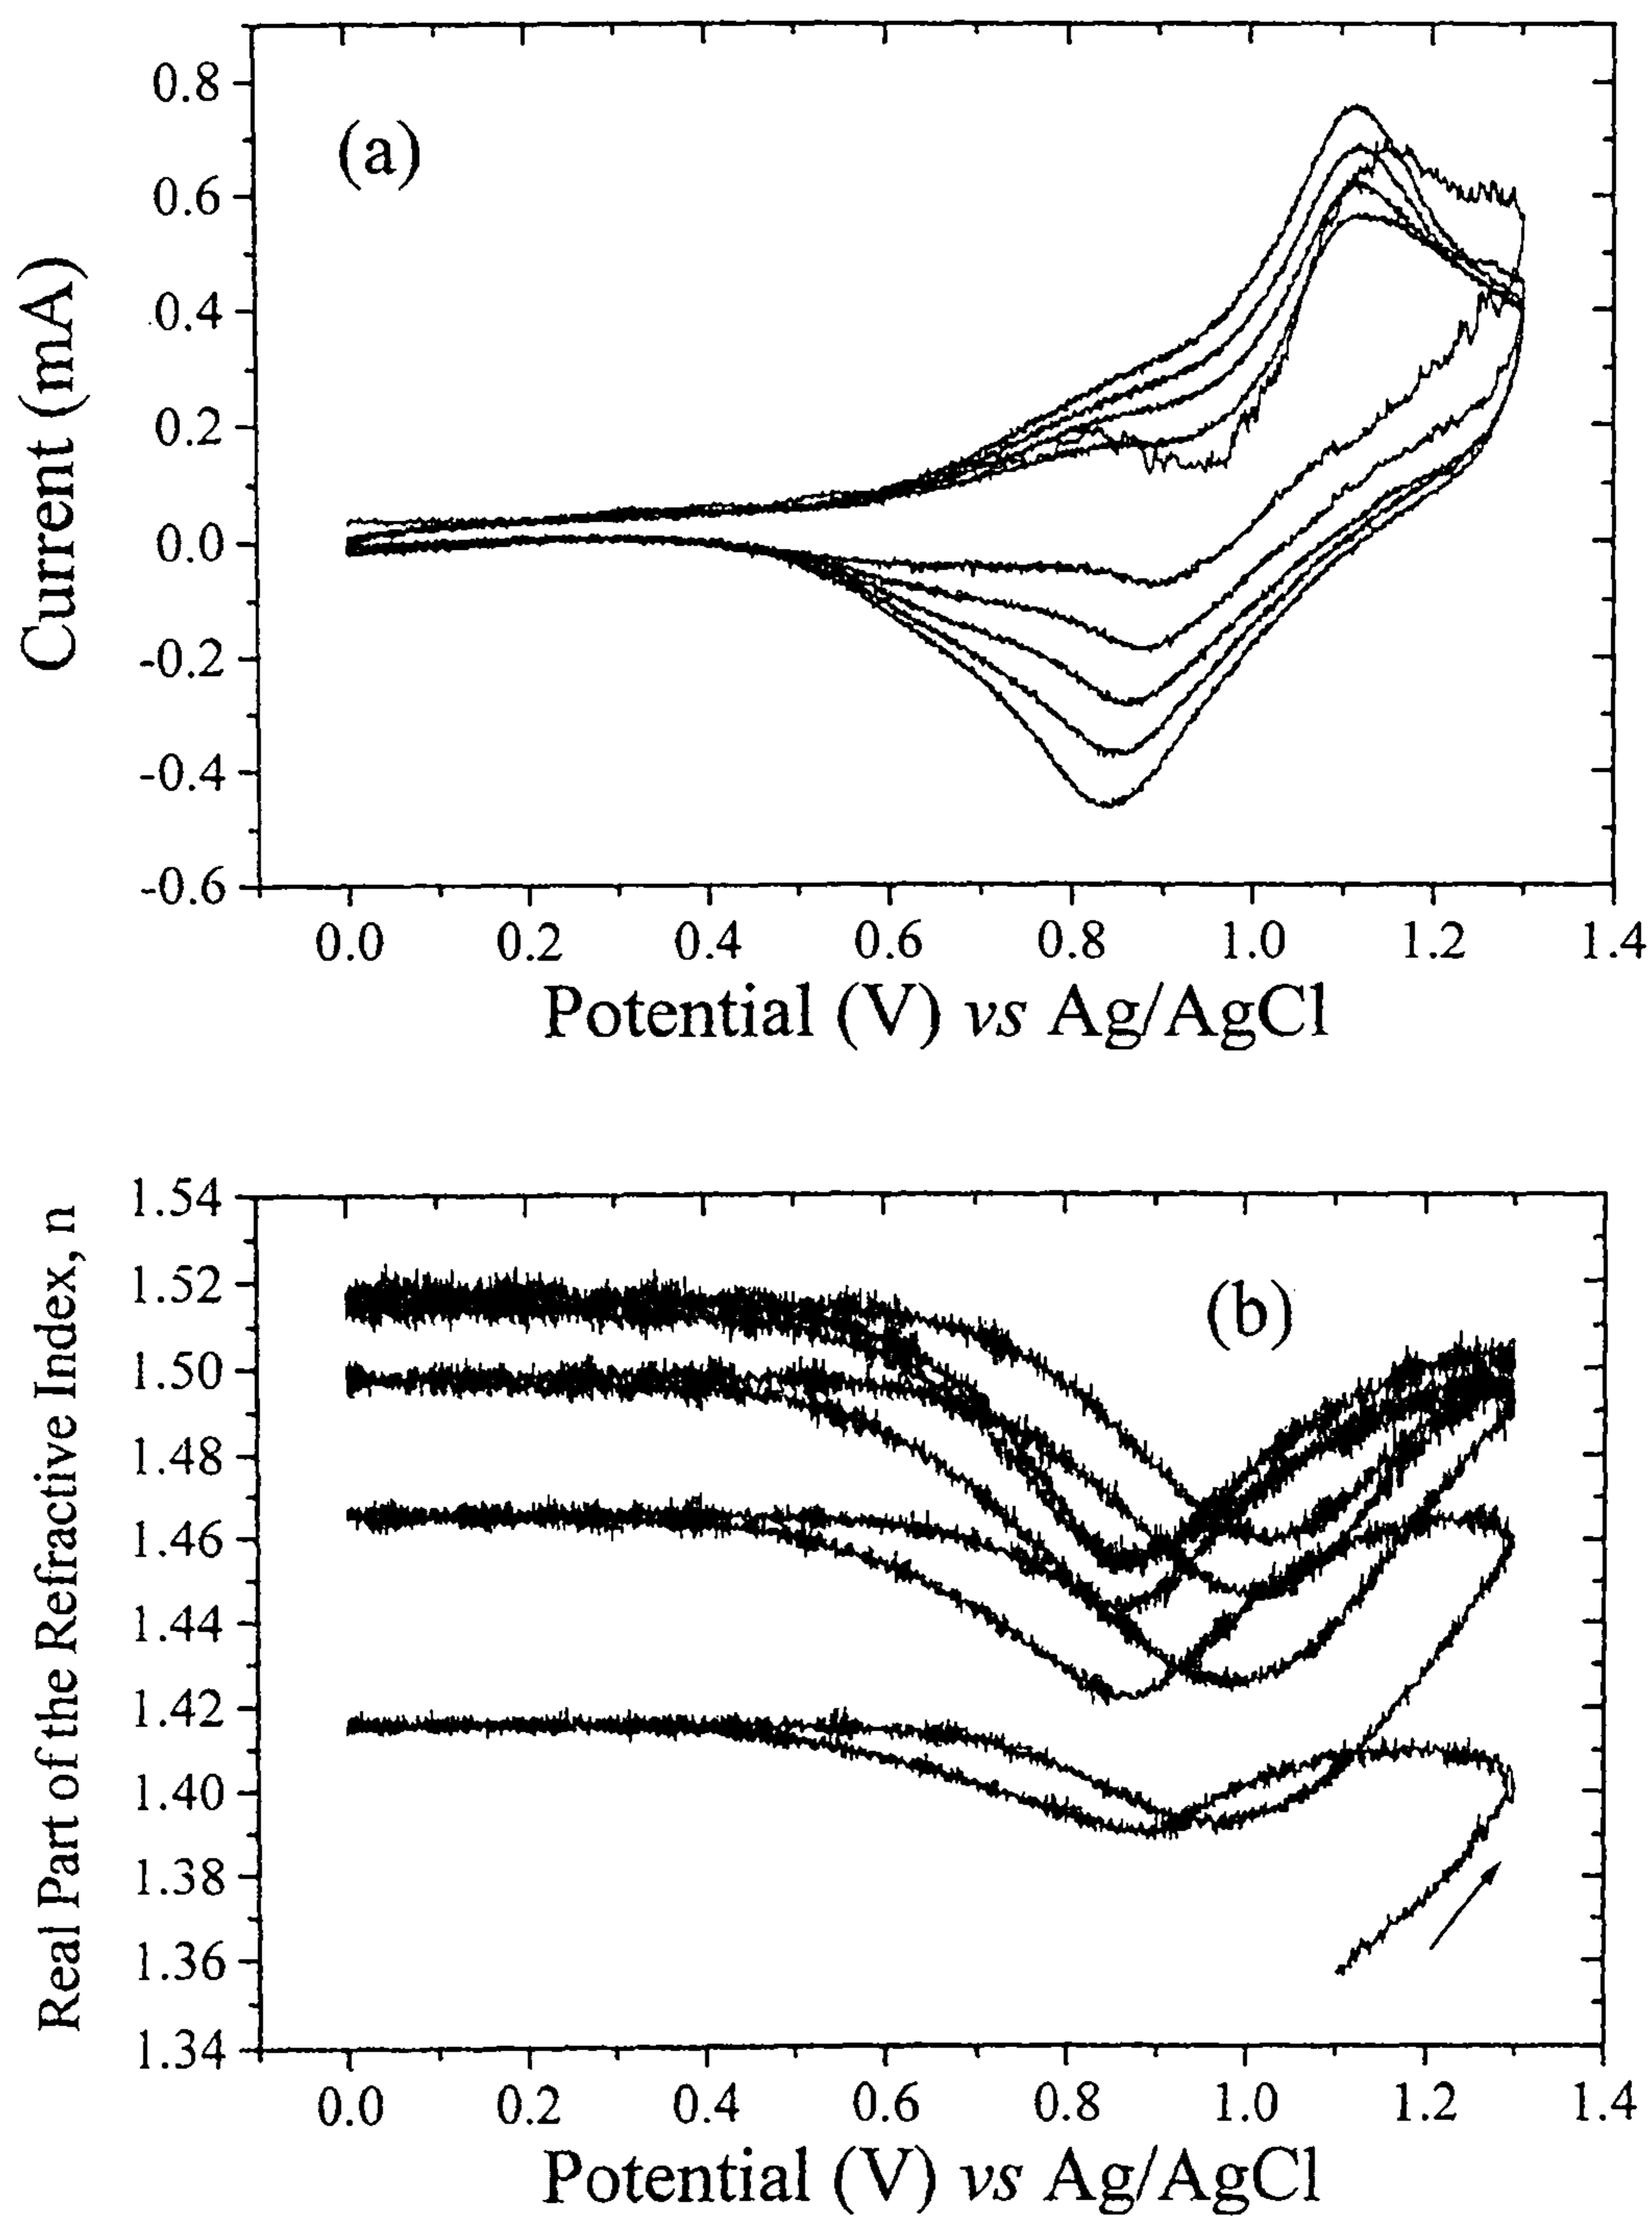 (a)
0.8
0.6
0.4
0.2
0.0
-0.2
-0.4
-0.6
Current (mA)
0.0 0.2 0.4 0.6 0.8 1.0 1.2 1.4
Potential (V) vs Ag/AgCl
(b)
1.54
1.52
1.50
1.48
1.46
1.44
1.42
1.40
1.38
1.36
1.34
Real Part of the Refractive Index, n
0.0 0.2 0.4 0.6 0.8 1.0 1.2 1.4
Potential (V) vs Ag/AgCl